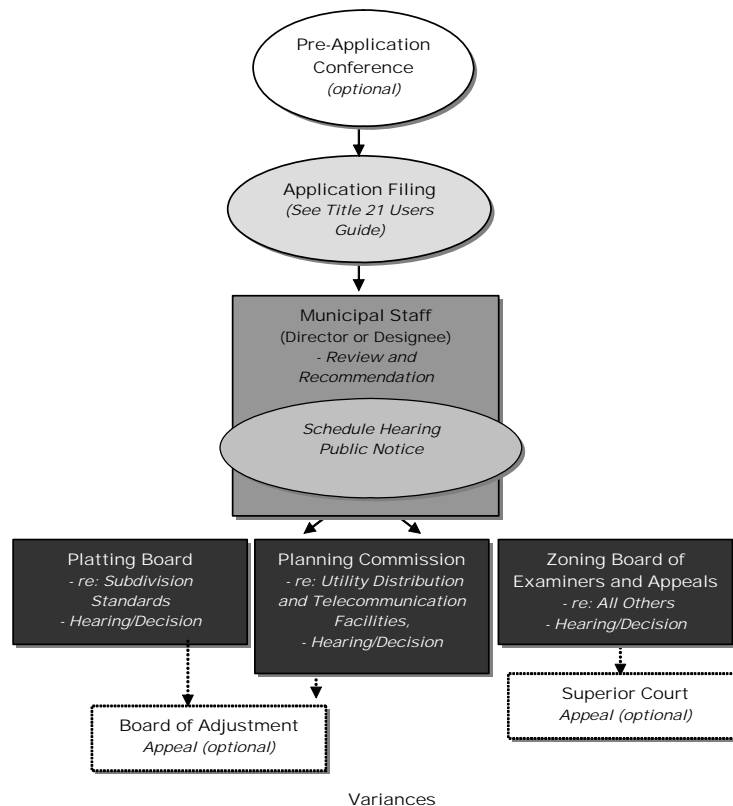 Pre-Application
Conference
(optional)
Application Filing
(See Title 21 Users
Guide)
Municipal Staff
(Director or Designee)
- Review and
Recommendation
Schedule Hearing
Public Notice
Platting Board
- re: Subdivision
Standards
- Hearing/Decision
Planning Commission
- re: Utility Distribution
and Telecommunication
Facilities,
- Hearing/Decision
Zoning Board of
Examiners and Appeals
- re: All Others
- Hearing/Decision
Board of Adjustment
Appeal (optional)
Superior Court
Appeal (optional)
Variances